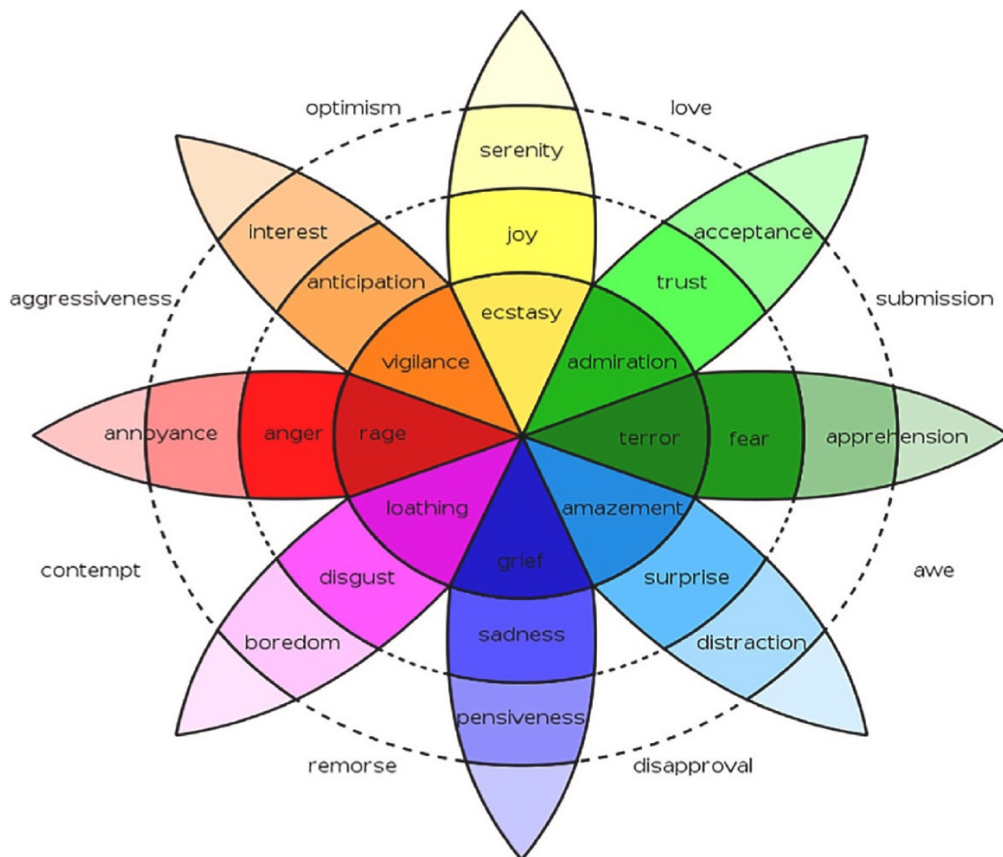 optimism
love
serenity
interest
joy
acceptance
anticipation
trust
aggressiveness
submission
ecstasy
vigilance
admiration
annoyance
anger
rage
terror
fear
apprehension
loathing
amazement
contempt
grief
awe
disgust
surprise
boredom
sadness
distraction
pensiveness
remorse
disapproval